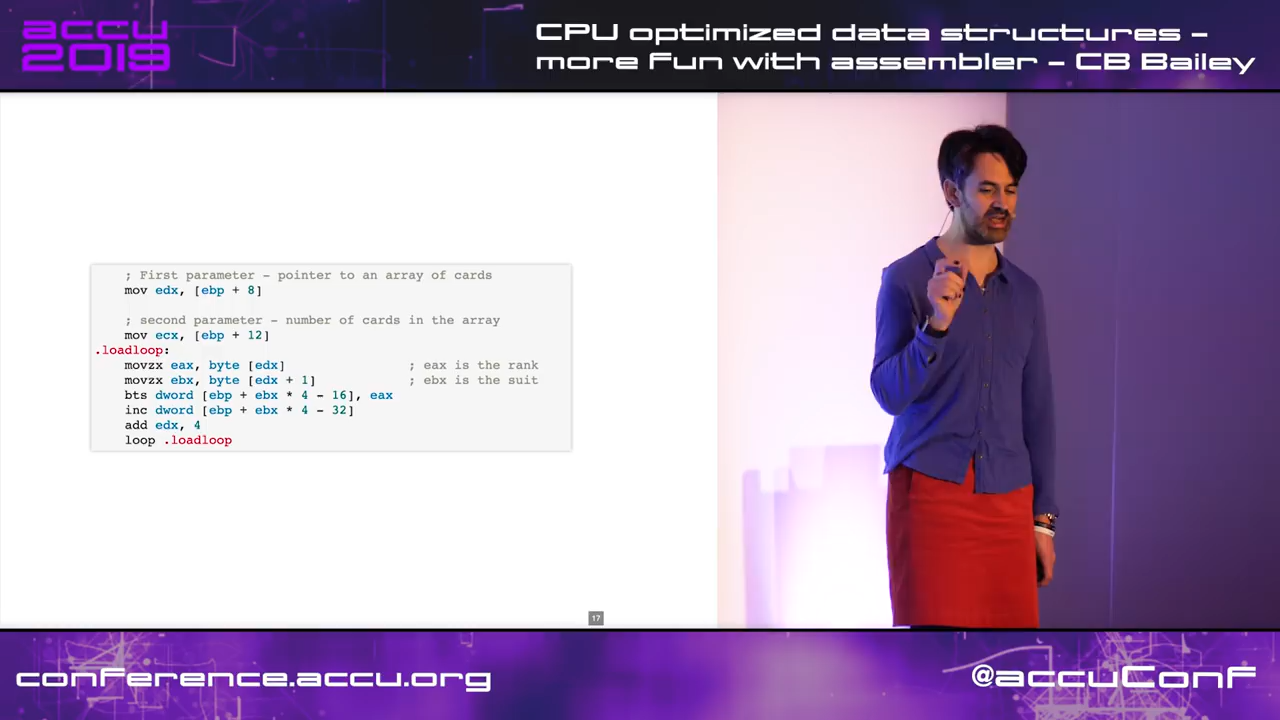 accu
2019
CPU optimized data structures –
more fun with assembler – CB Bailey
; First parameter – pointer to an array of cards
mov edx, [ebp + 8]
; second parameter – number of cards in the array
mov ecx, [ebp + 12]
.loadloop:
movzx eax, byte [edx] ; eax is the rank
movzx ebx, byte [edx + 1] ; ebx is the suit
bts dword [ebp + ebx * 4 - 16], eax
inc dword [ebp + ebx * 4 - 32]
add edx, 4
loop .loadloop
17
conference.accu.org
@accuConf